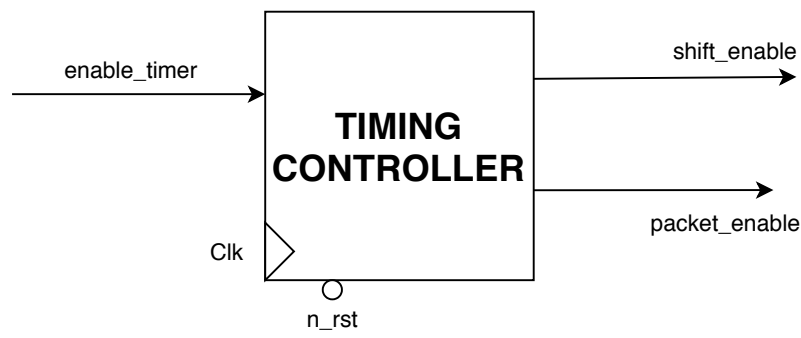 enable_timer
shift_enable
TIMING
CONTROLLER
packet_enable
Clk
n_rst